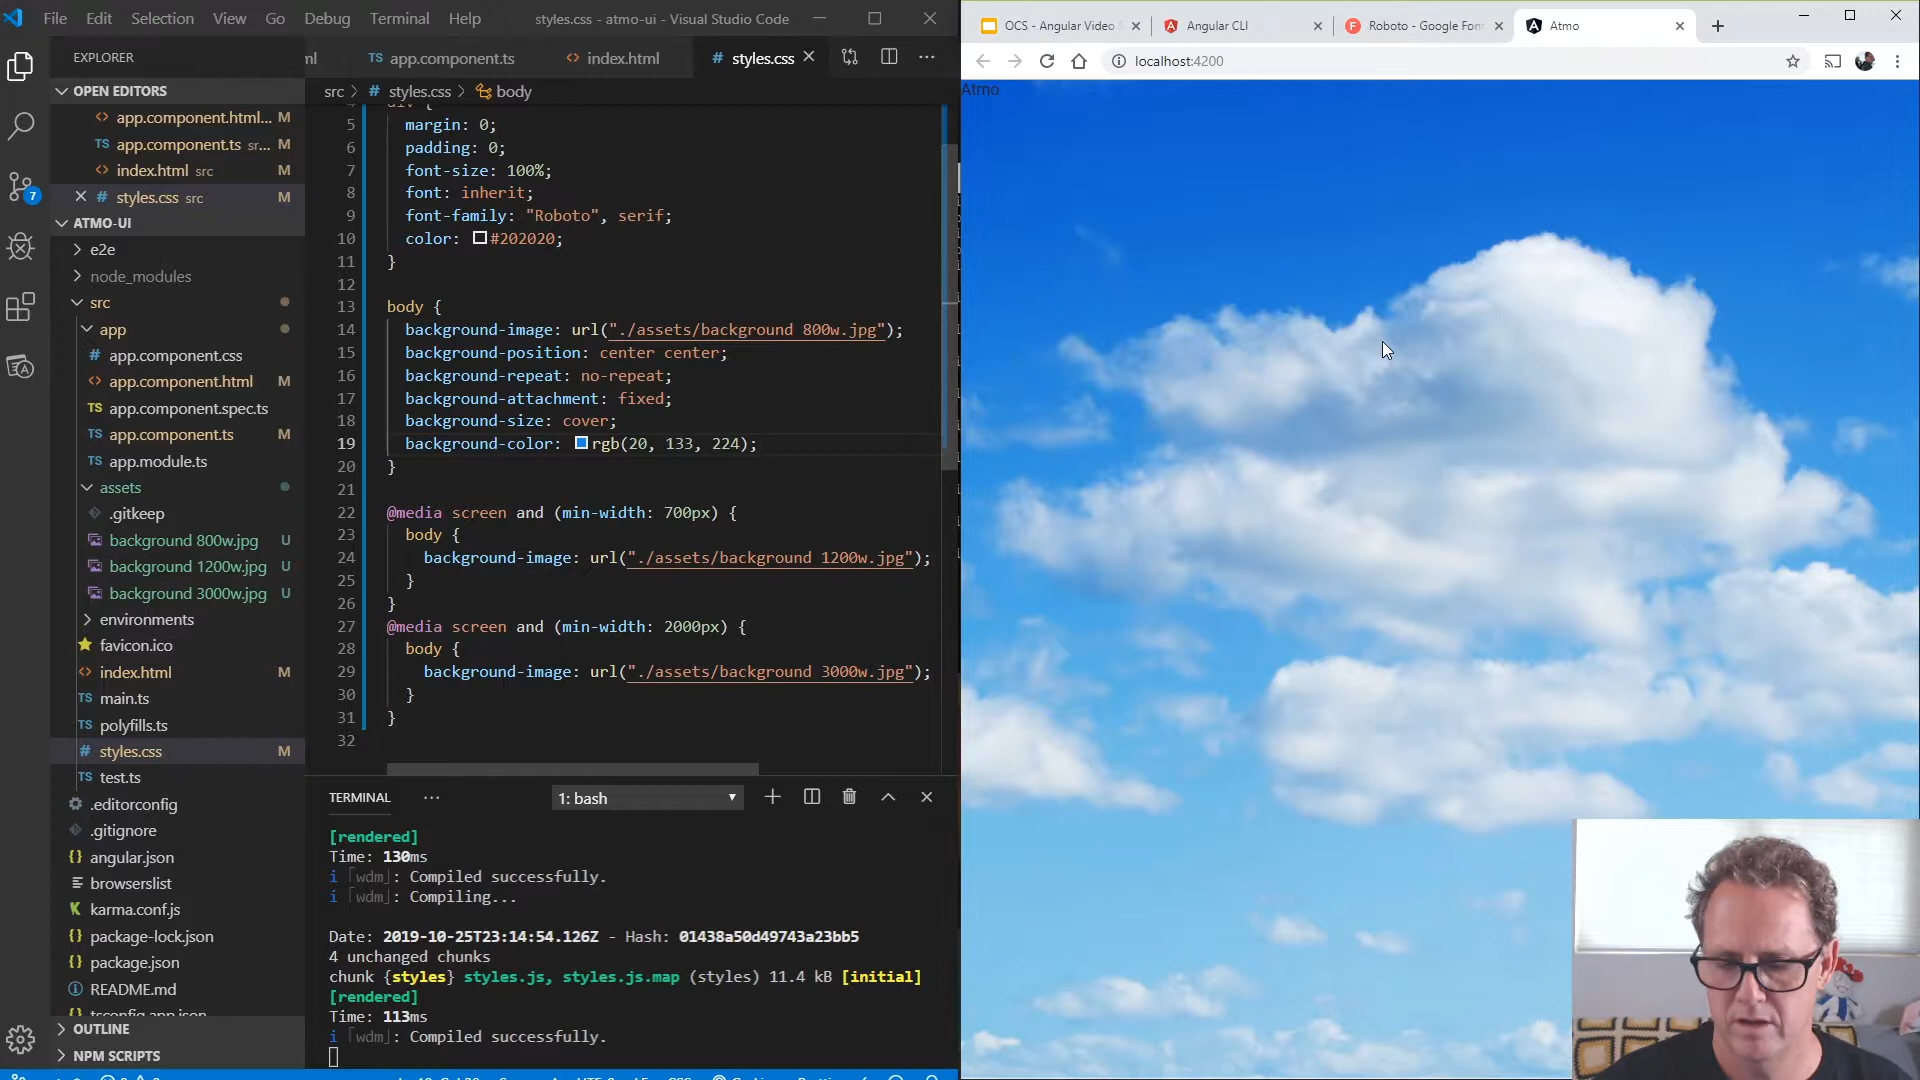 File Edit Selection View Go Debug Terminal Help
styles.css - atmo-ui - Visual Studio Code
EXPLORER
OPEN EDITORS
app.component.html... M
app.component.ts sr... M
index.html src M
styles.css src M
7
ATMO-UI
e2e
node_modules
src
app
app.component.css
app.component.html M
app.component.spec.ts
app.component.ts M
app.module.ts
assets
.gitkeep
background 800w.jpg U
background 1200w.jpg U
background 3000w.jpg U
environments
favicon.ico
index.html M
main.ts
polyfills.ts
styles.css M
test.ts
.editorconfig
.gitignore
angular.json
browserslist
karma.conf.js
package-lock.json
package.json
README.md
tsconfig.app.json
OUTLINE
NPM SCRIPTS
ml TS app.component.ts <> index.html # styles.css
src > # styles.css > body
div {
5 margin: 0;
6 padding: 0;
7 font-size: 100%;
8 font: inherit;
9 font-family: "Roboto", serif;
10 color: #202020;
11 }
12
13 body {
14 background-image: url("./assets/background 800w.jpg");
15 background-position: center center;
16 background-repeat: no-repeat;
17 background-attachment: fixed;
18 background-size: cover;
19 background-color: rgb(20, 133, 224);
20 }
21
22 @media screen and (min-width: 700px) {
23 body {
24 background-image: url("./assets/background 1200w.jpg");
25 }
26 }
27 @media screen and (min-width: 2000px) {
28 body {
29 background-image: url("./assets/background 3000w.jpg");
30 }
31 }
32
TERMINAL ... 1: bash
[rendered]
Time: 130ms
i ｢wdm｣: Compiled successfully.
i ｢wdm｣: Compiling...
Date: 2019-10-25T23:14:54.126Z - Hash: 01438a50d49743a23bb5
4 unchanged chunks
chunk {styles} styles.js, styles.js.map (styles) 11.4 kB [initial]
[rendered]
Time: 113ms
i ｢wdm｣: Compiled successfully.
OCS - Angular Video
Angular CLI
Roboto - Google Fon
Atmo
localhost:4200
Atmo